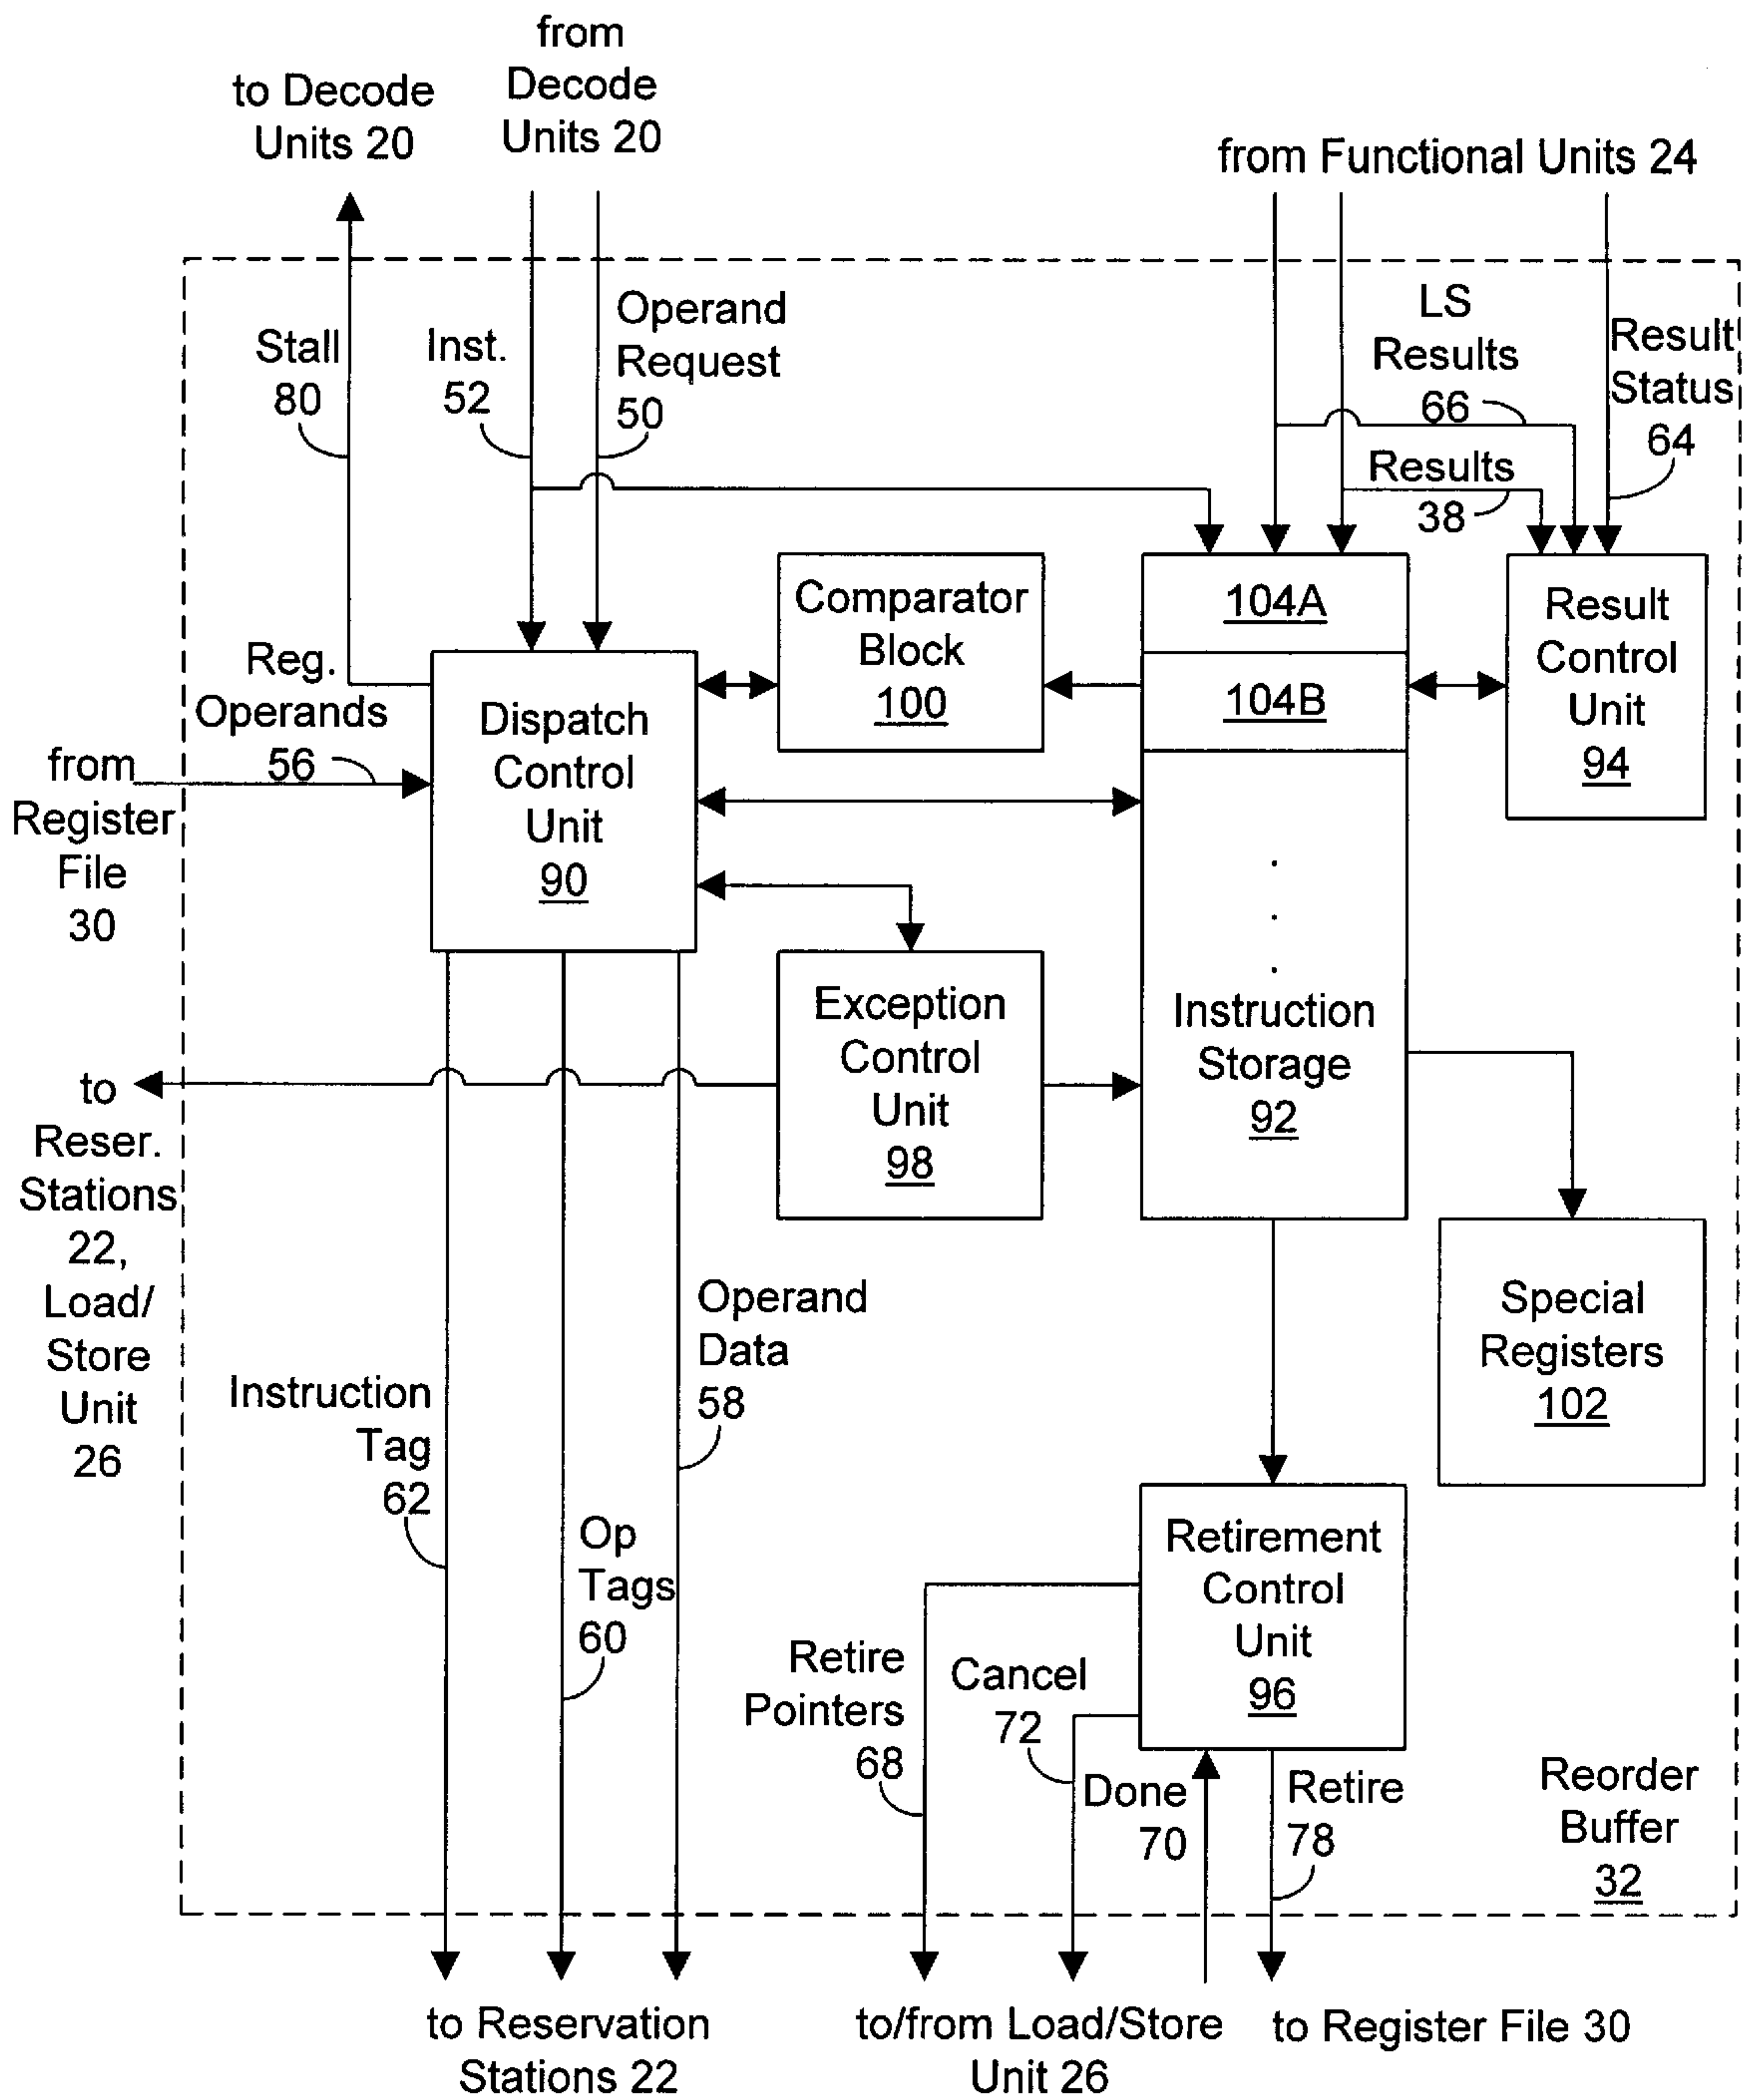 from
Decode
Units 20
to Decode
Units 20
from Functional Units 24
Stall
80
Inst.
52
Operand
Request
50
LS
Results
66
Result
Status
64
Results
38
Reg.
Operands
56
from
Register
File
30
Dispatch
Control
Unit
90
Comparator
Block
100
104A
104B
.
.
.
Instruction
Storage
92
Result
Control
Unit
94
Exception
Control
Unit
98
to
Reser.
Stations
22,
Load/
Store
Unit
26
Special
Registers
102
Instruction
Tag
62
Op
Tags
60
Operand
Data
58
Retirement
Control
Unit
96
Retire
Pointers
68
Cancel
72
Done
70
Retire
78
Reorder
Buffer
32
to Reservation
Stations 22
to/from Load/Store
Unit 26
to Register File 30